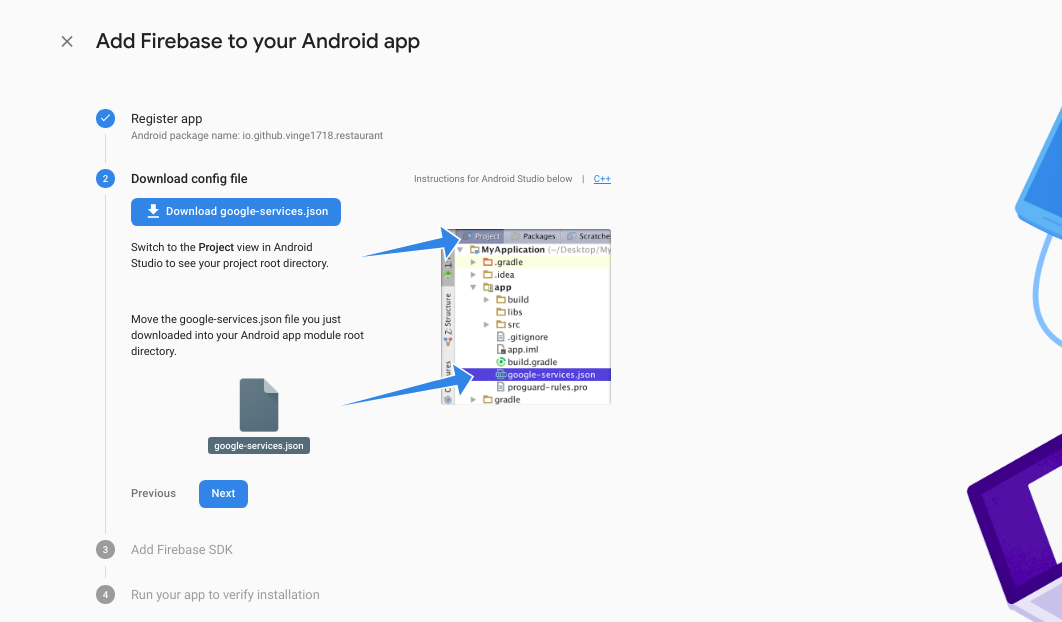 Add Firebase to your Android app
Register app
Android package name: io.github.vinge1718.restaurant
2
Download config file
Instructions for Android Studio below | C++
Download google-services.json
Switch to the Project view in Android
Studio to see your project root directory.
Project Packages Scratche
MyApplication (~/Desktop/My
.gradle
.idea
app
build
libs
src
.gitignore
app.iml
build.gradle
google-services.json
proguard-rules.pro
gradle
Z: Structure
Move the google-services.json file you just
downloaded into your Android app module root
directory.
google-services.json
Previous
Next
3
Add Firebase SDK
4
Run your app to verify installation